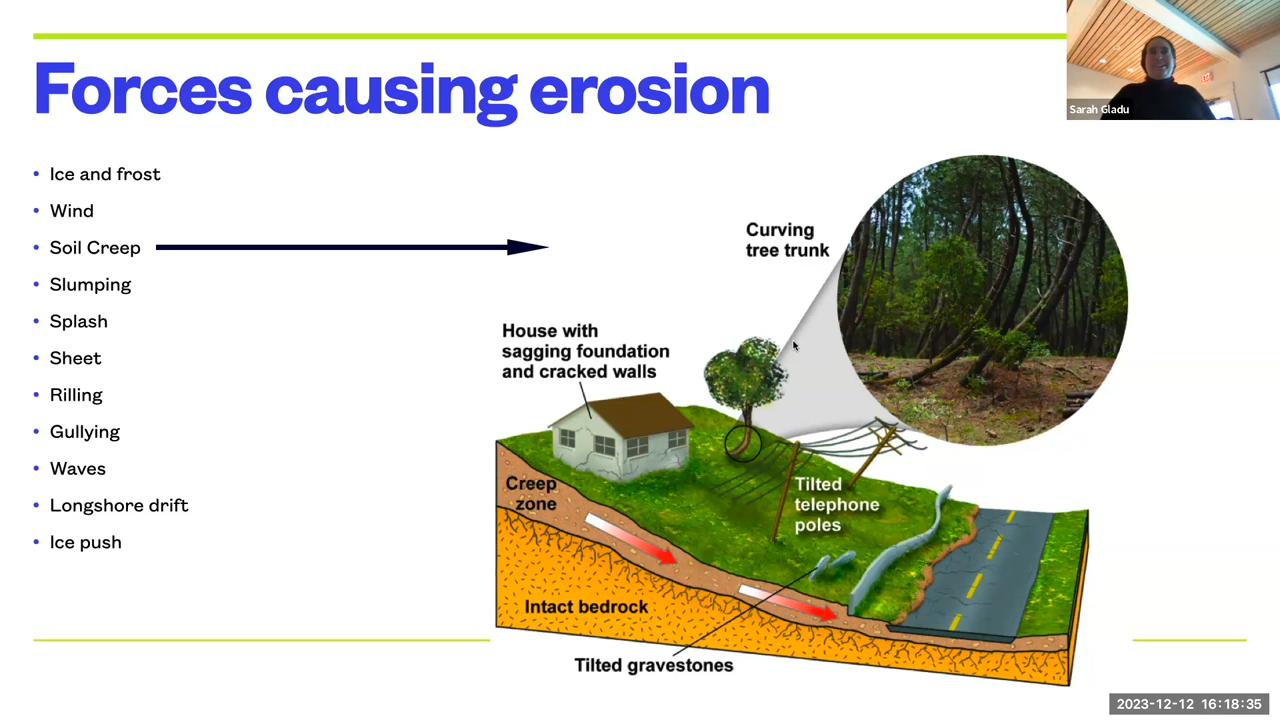 Forces causing erosion
Sarah Gladu
Ice and frost
Wind
Soil Creep
Slumping
Splash
Sheet
Rilling
Gullying
Waves
Longshore drift
Ice push
Curving
tree trunk
House with
sagging foundation
and cracked walls
Creep
zone
Tilted
telephone
poles
Intact bedrock
Tilted gravestones
2023-12-12 16:18:35